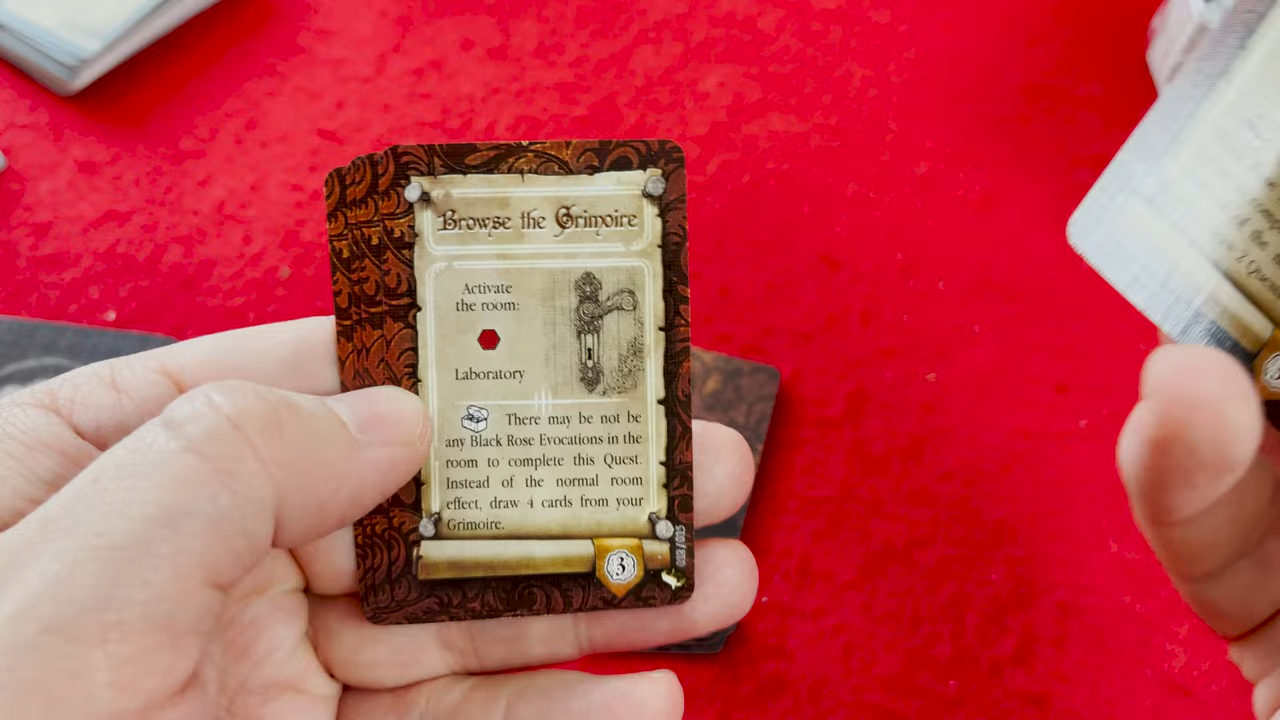 Browse the Grimoire
Activate
the room:
Laboratory
There may be not be
any Black Rose Evocations in the
room to complete this Quest.
Instead of the normal room
effect, draw 4 cards from your
Grimoire.
3